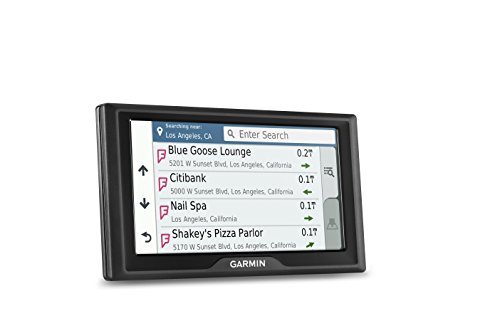 Searching near:
Los Angeles, CA
Enter Search
Blue Goose Lounge 0.2
5201 W Sunset Blvd, Los Angeles, California
Citibank 0.1
5000 W Sunset Blvd, Los Angeles, California
Nail Spa 0.1
Los Angeles, California
Shakey's Pizza Parlor 0.1
5170 W Sunset Blvd, Los Angeles, California
GARMIN